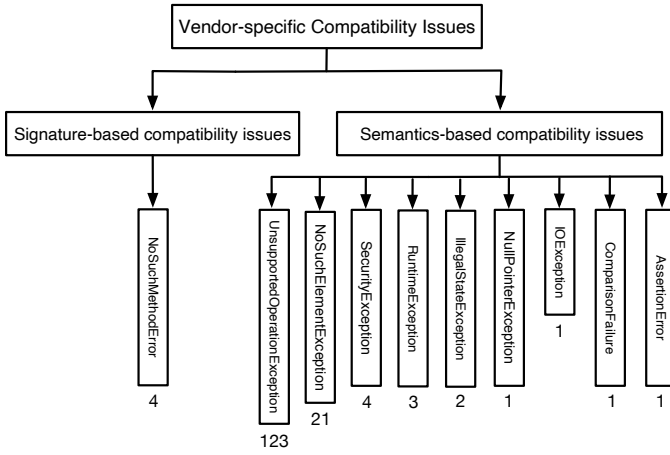 Vendor-specific Compatibility Issues
Signature-based compatibility issues
Semantics-based compatibility issues
NoSuchMethodError
4
UnsupportedOperationException
123
NoSuchElementException
21
SecurityException
4
RuntimeException
3
IllegalStateException
2
NullPointerException
1
IOException
1
ComparisonFailure
1
AssertionError
1